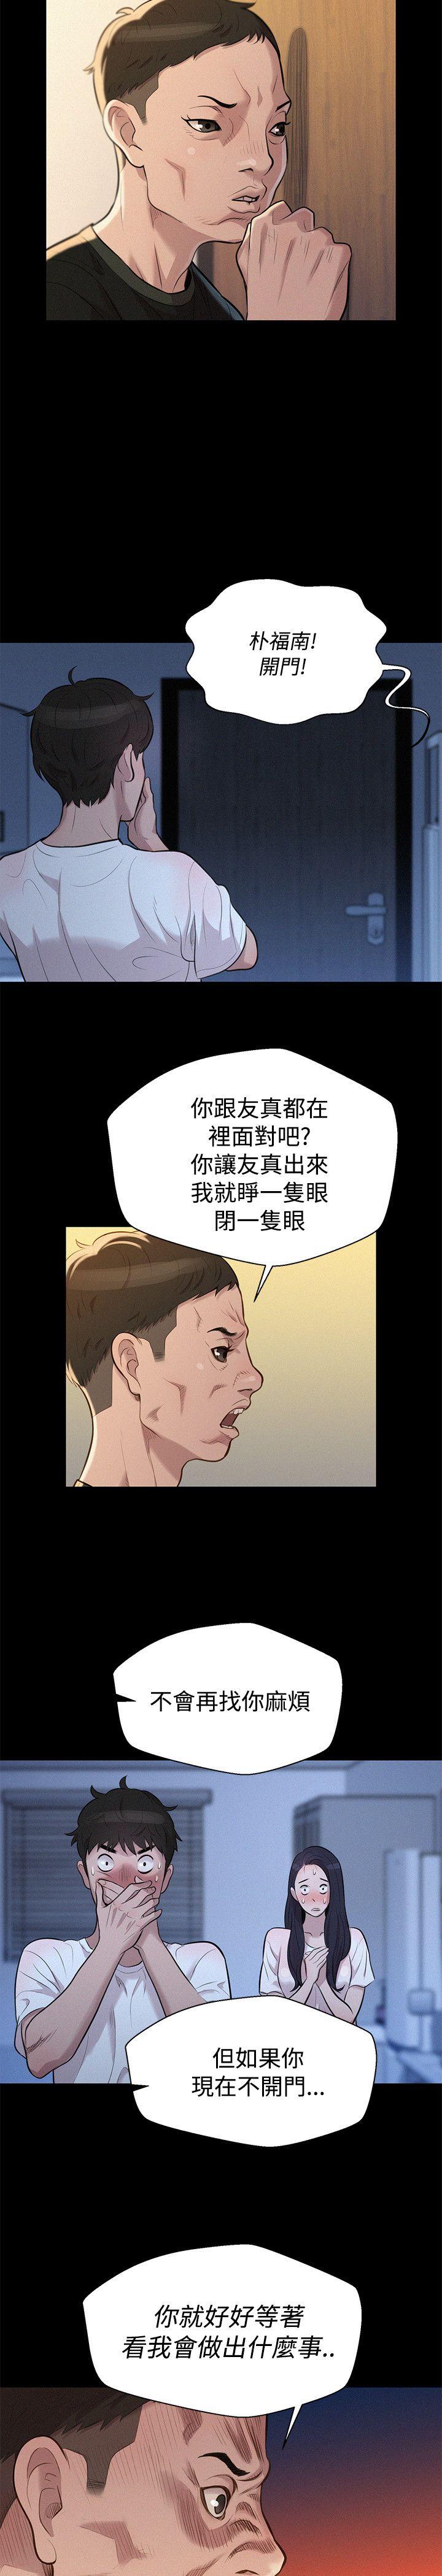 朴福南!
開門!
你跟友真都在
裡面對吧?
你讓友真出來
我就睜一隻眼
閉一隻眼
不會再找你麻煩
但如果你
現在不開門...
你就好好等著
看我會做出什麼事..